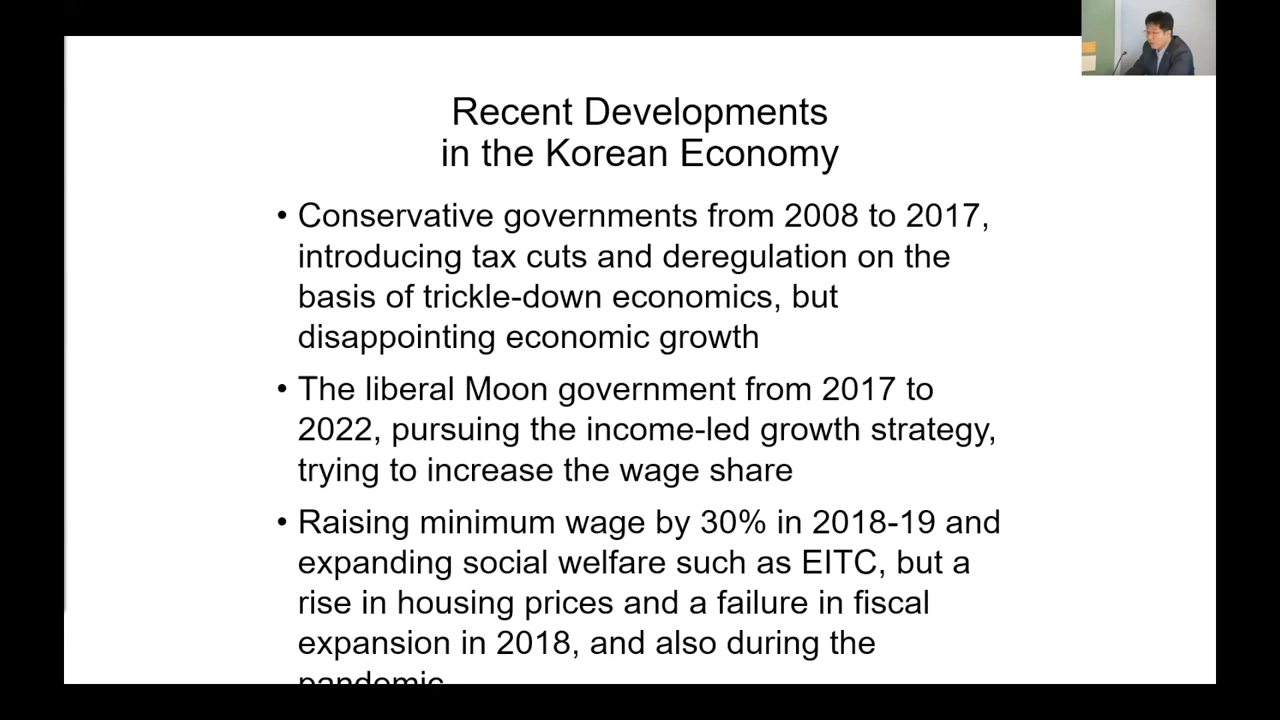 Recent Developments
in the Korean Economy
• Conservative governments from 2008 to 2017,
introducing tax cuts and deregulation on the
basis of trickle-down economics, but
disappointing economic growth
• The liberal Moon government from 2017 to
2022, pursuing the income-led growth strategy,
trying to increase the wage share
• Raising minimum wage by 30% in 2018-19 and
expanding social welfare such as EITC, but a
rise in housing prices and a failure in fiscal
expansion in 2018, and also during the
pandemic